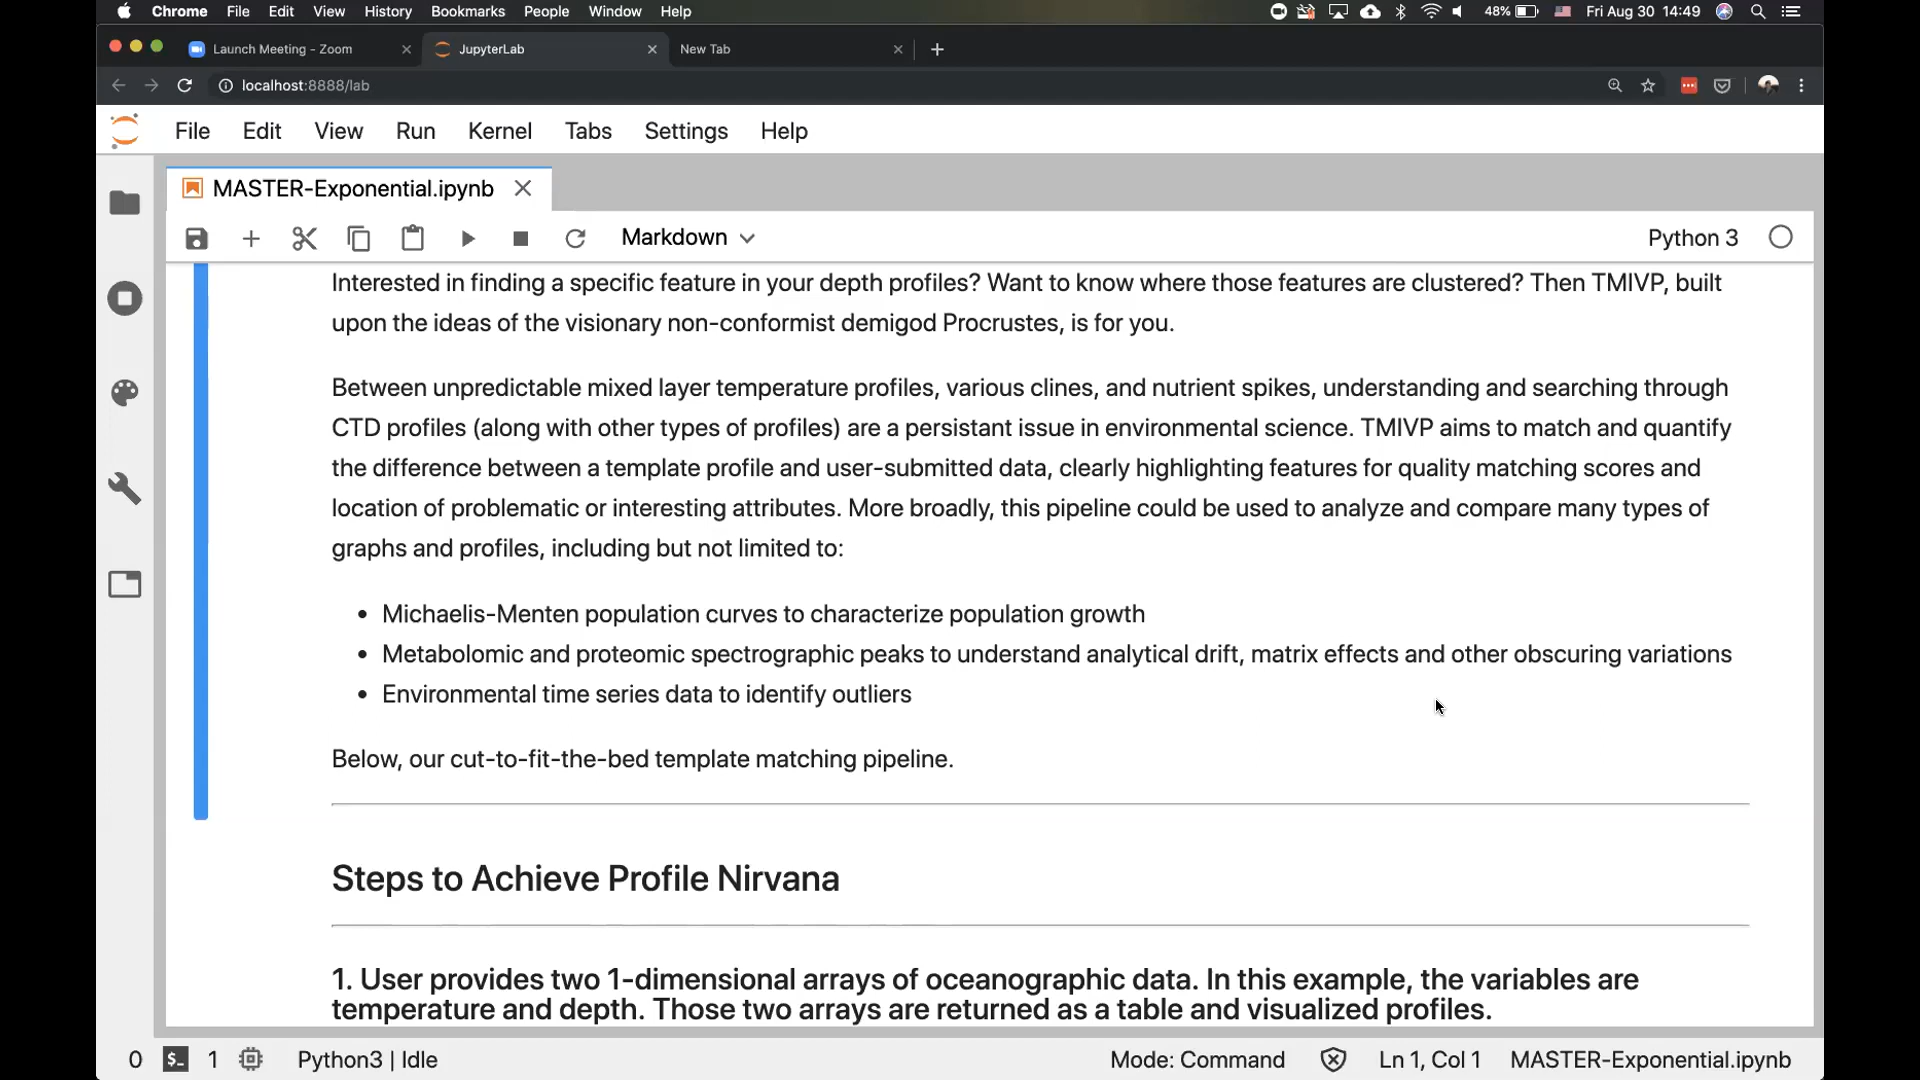 Chrome File Edit View History Bookmarks People Window Help 48% Fri Aug 30 14:49
Launch Meeting - Zoom JupyterLab New Tab
localhost:8888/lab
File Edit View Run Kernel Tabs Settings Help
MASTER-Exponential.ipynb
Markdown Python 3
Interested in finding a specific feature in your depth profiles? Want to know where those features are clustered? Then TMIVP, built
upon the ideas of the visionary non-conformist demigod Procrustes, is for you.
Between unpredictable mixed layer temperature profiles, various clines, and nutrient spikes, understanding and searching through
CTD profiles (along with other types of profiles) are a persistant issue in environmental science. TMIVP aims to match and quantify
the difference between a template profile and user-submitted data, clearly highlighting features for quality matching scores and
location of problematic or interesting attributes. More broadly, this pipeline could be used to analyze and compare many types of
graphs and profiles, including but not limited to:
• Michaelis-Menten population curves to characterize population growth
• Metabolomic and proteomic spectrographic peaks to understand analytical drift, matrix effects and other obscuring variations
• Environmental time series data to identify outliers
Below, our cut-to-fit-the-bed template matching pipeline.
Steps to Achieve Profile Nirvana
1. User provides two 1-dimensional arrays of oceanographic data. In this example, the variables are
temperature and depth. Those two arrays are returned as a table and visualized profiles.
0 $_ 1 Python3 | Idle Mode: Command Ln 1, Col 1 MASTER-Exponential.ipynb